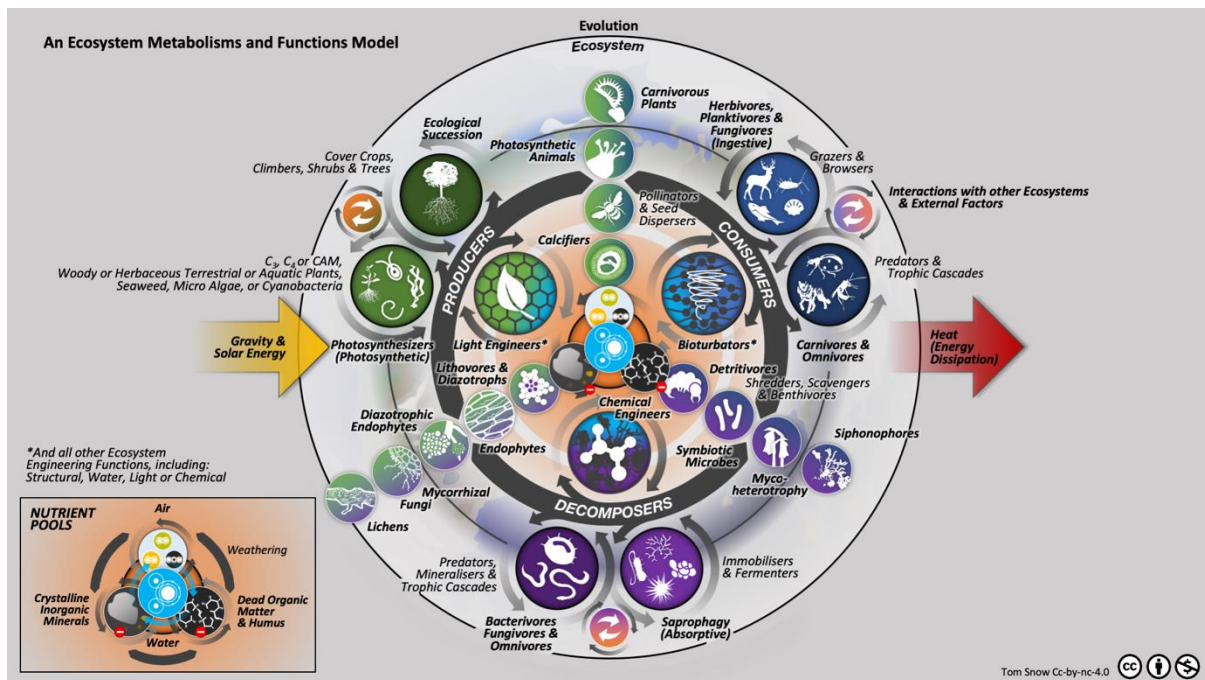 An Ecosystem Metabolisms and Functions Model
Evolution
Ecosystem
Carnivorous
Plants
Photosynthetic
Animals
Pollinators
& Seed
Dispersers
Calcifiers
Ecological
Succession
Cover Crops,
Climbers, Shrubs & Trees
C3, C4 or CAM,
Woody or Herbaceous Terrestrial or Aquatic Plants,
Seaweed, Micro Algae, or Cyanobacteria
Photosynthesizers
(Photosynthetic)
Gravity &
Solar Energy
PRODUCERS
Light Engineers*
Herbivores,
Planktivores &
Fungivores
(Ingestive)
Grazers &
Browsers
Interactions with other Ecosystems
& External Factors
Predators &
Trophic Cascades
Carnivores &
Omnivores
CONSUMERS
Bioturbators*
Heat
(Energy
Dissipation)
Lithovores &
Diazotrophs
Diazotrophic
Endophytes
Endophytes
Mycorrhizal
Fungi
Lichens
Chemical
Engineers
Detritivores
Shredders, Scavengers
& Benthivores
Symbiotic
Microbes
Myco-
heterotrophy
Siphonophores
DECOMPOSERS
Predators,
Mineralisers &
Trophic Cascades
Bacterivores
Fungivores &
Omnivores
Immobilisers
& Fermenters
Saprophagy
(Absorptive)
*And all other Ecosystem
Engineering Functions, including:
Structural, Water, Light or Chemical
NUTRIENT
POOLS
Air
Weathering
Crystalline
Inorganic
Minerals
Dead Organic
Matter
& Humus
Water
Tom Snow Cc-by-nc-4.0
cc